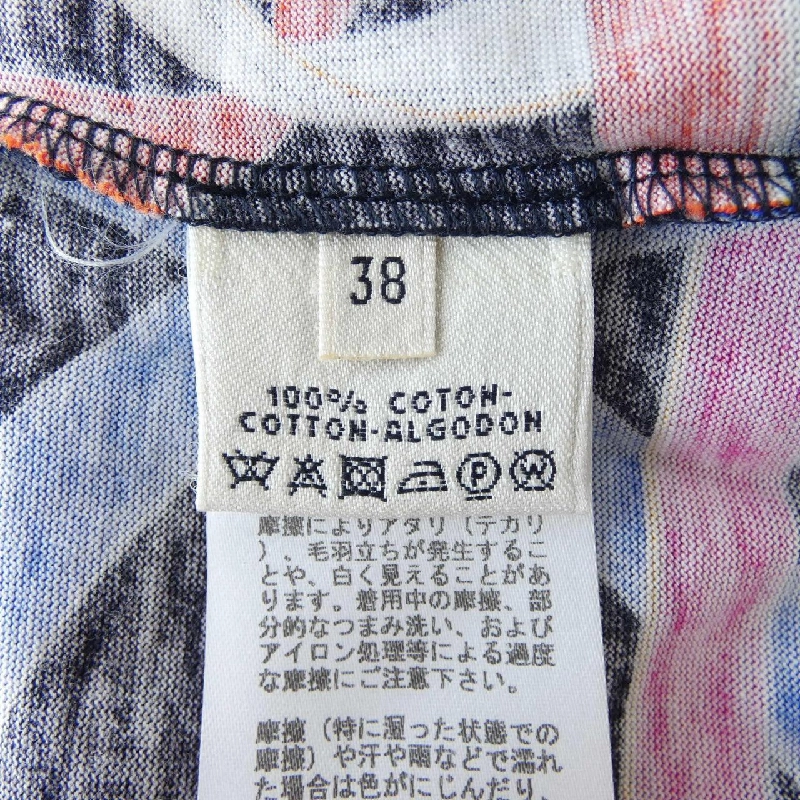 38
100% COTON-
COTTON-ALGODON
P
W
摩擦によりアタリ（テカリ
）、毛羽立ちが発生するこ
とや、白く見えることがあ
ります。着用中の摩擦、部
分的なつまみ洗い、および
アイロン処理等による過度
な摩擦にご注意下さい。
摩擦（特に湿った状態での
摩擦）や汗や雨などで濡れ
た場合は色がにじんだり、